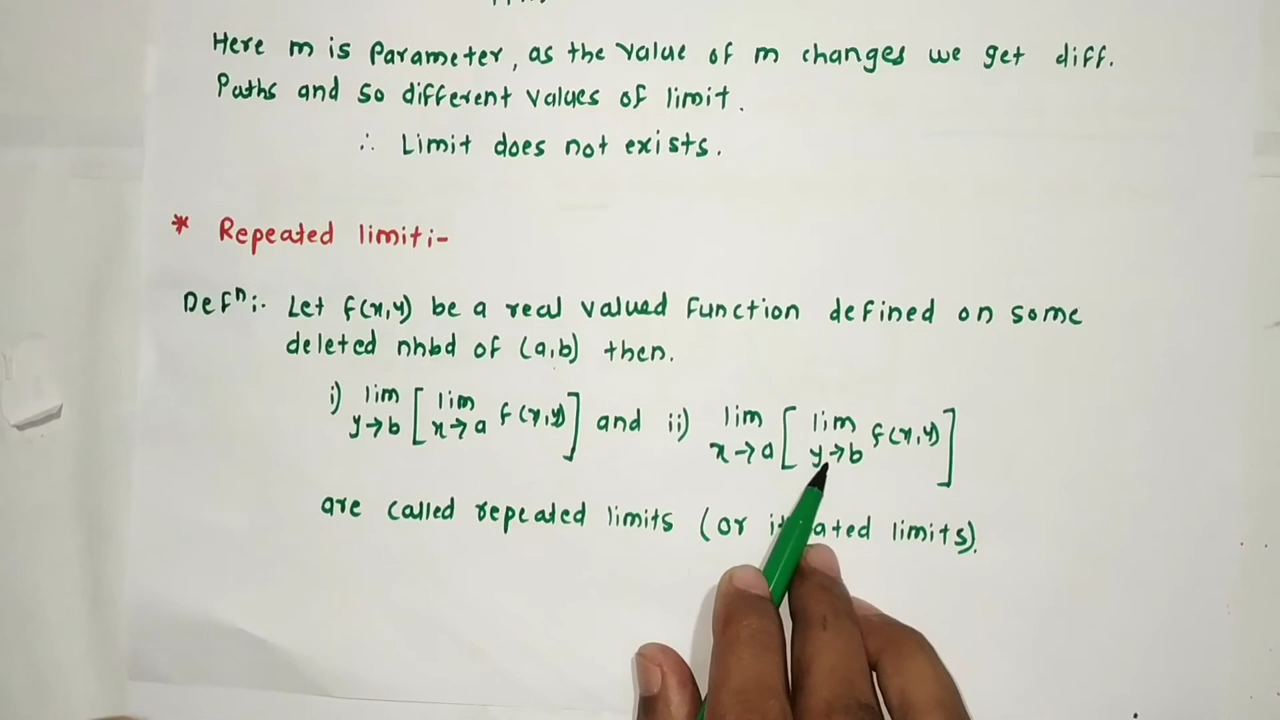 Here m is parameter, as the value of m changes we get diff.
Paths and so different values of limit.
∴ Limit does not exists.
* Repeated limit:-
Defⁿ:- Let f(x,y) be a real valued function defined on some
deleted nhbd of (a,b) then.
i) lim y→b [ lim x→a f(x,y) ] and ii) lim x→a [ lim y→b f(x,y) ]
are called repeated limits (or limits).